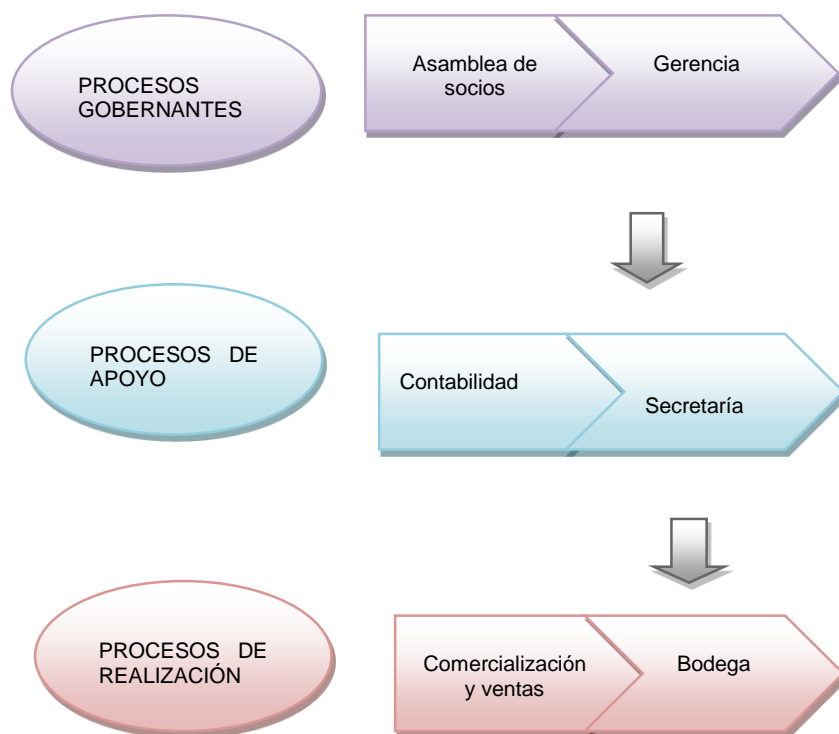 PROCESOS
GOBERNANTES
Asamblea de
socios
Gerencia
PROCESOS DE
APOYO
Contabilidad
Secretaría
PROCESOS DE
REALIZACIÓN
Comercialización
y ventas
Bodega